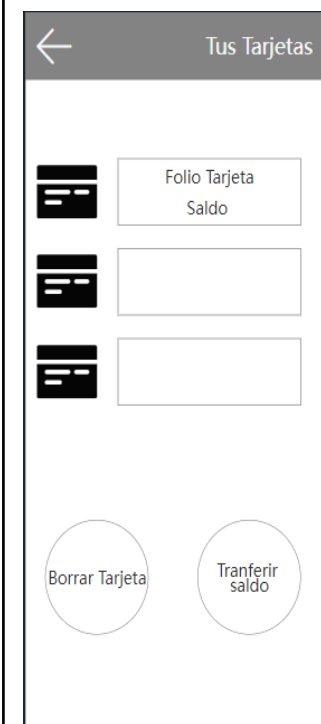 Tus Tarjetas
Folio Tarjeta
Saldo
Borrar Tarjeta
Tranferir
saldo